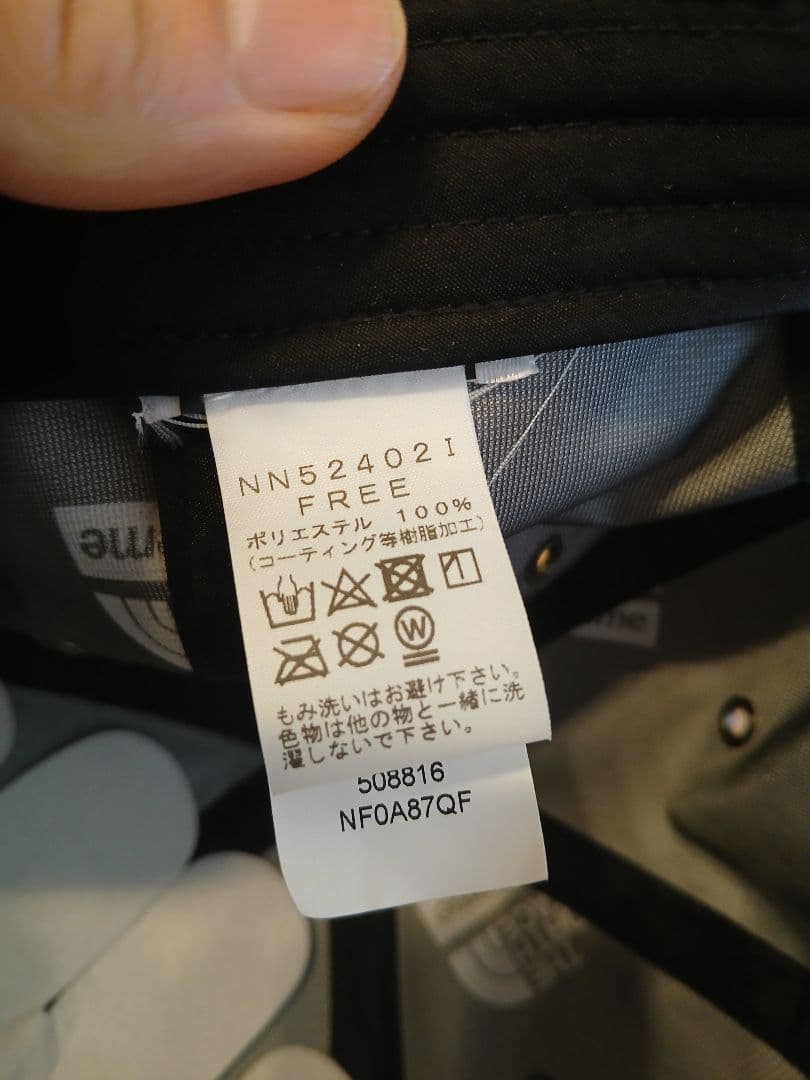 NN52402I
FREE
ポリエステル 100%
(コーティング等樹脂加工)
W
もみ洗いはお避け下さい。
色物は他の物と一緒に洗
濯しないで下さい。
508816
NF0A87QF
eme
me